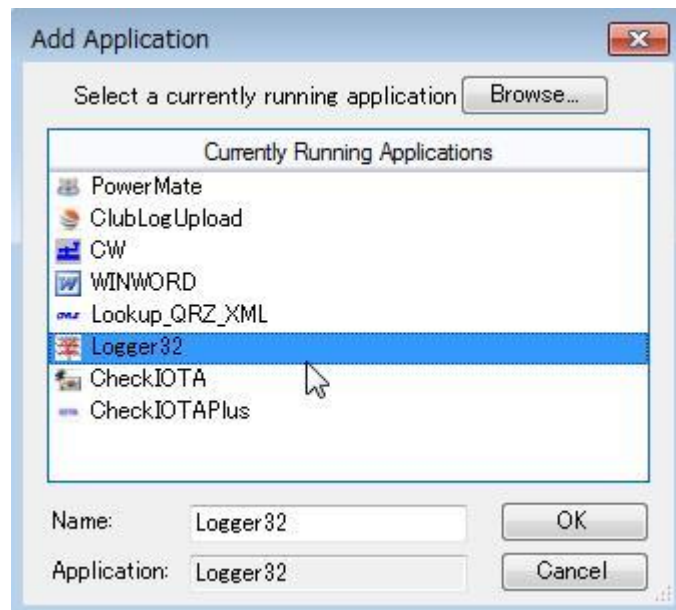 Add Application
Select a currently running application Browse...
Currently Running Applications
PowerMate
ClubLogUpload
CW
WINWORD
Lookup_QRZ_XML
Logger32
CheckIOTA
CheckIOTAPlus
Name: Logger32 OK
Application: Logger32 Cancel